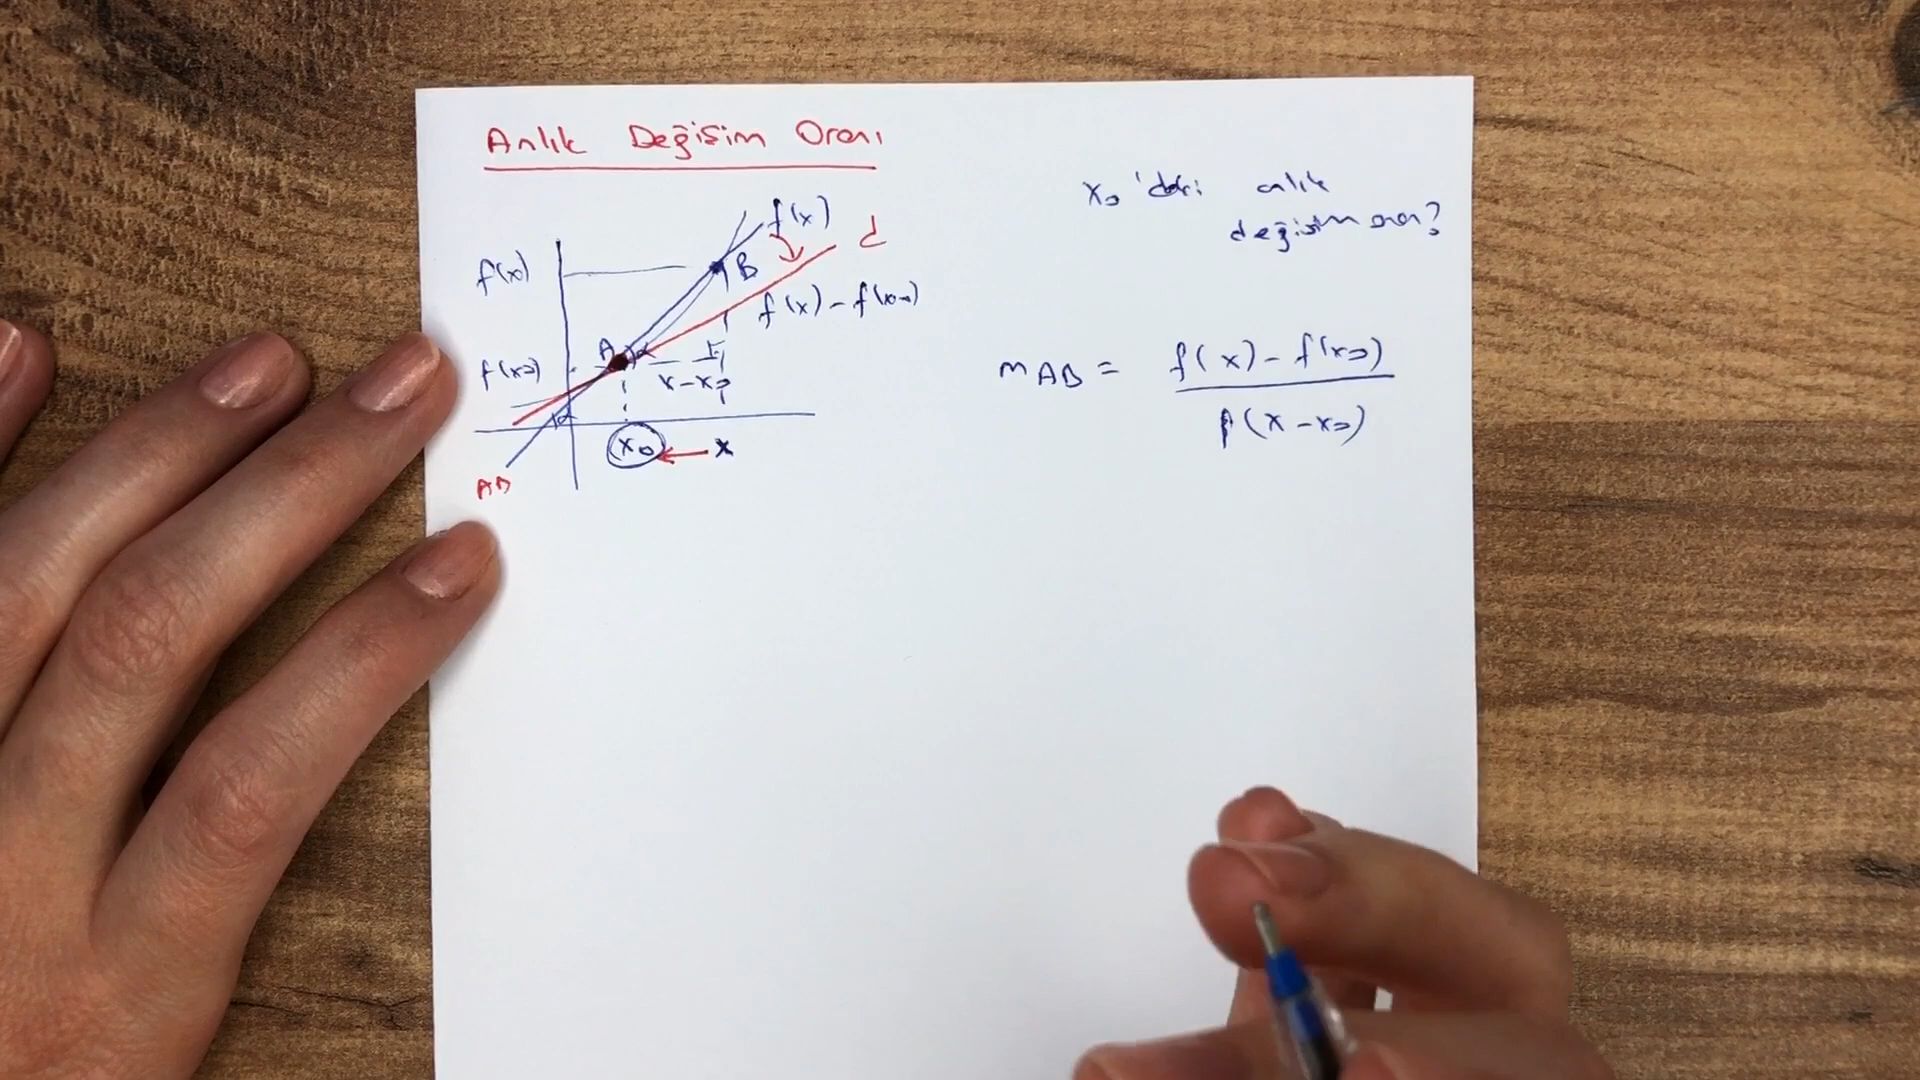 Anlık Değişim Oranı
x₀'daki anlık
değişim oranı?
f(x)
d
f(x)
B
f(x) - f(x₀)
A
α
f(x₀)
x - x₀
α
x₀
x
AB
m AB = f(x) - f(x₀)
(x - x₀)